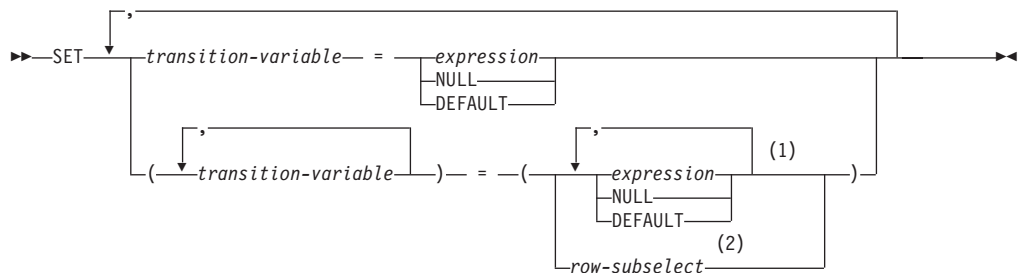 ,
SET transition-variable = expression
NULL
DEFAULT
, , (1)
( transition-variable ) = ( expression )
NULL
DEFAULT
(2)
row-subselect